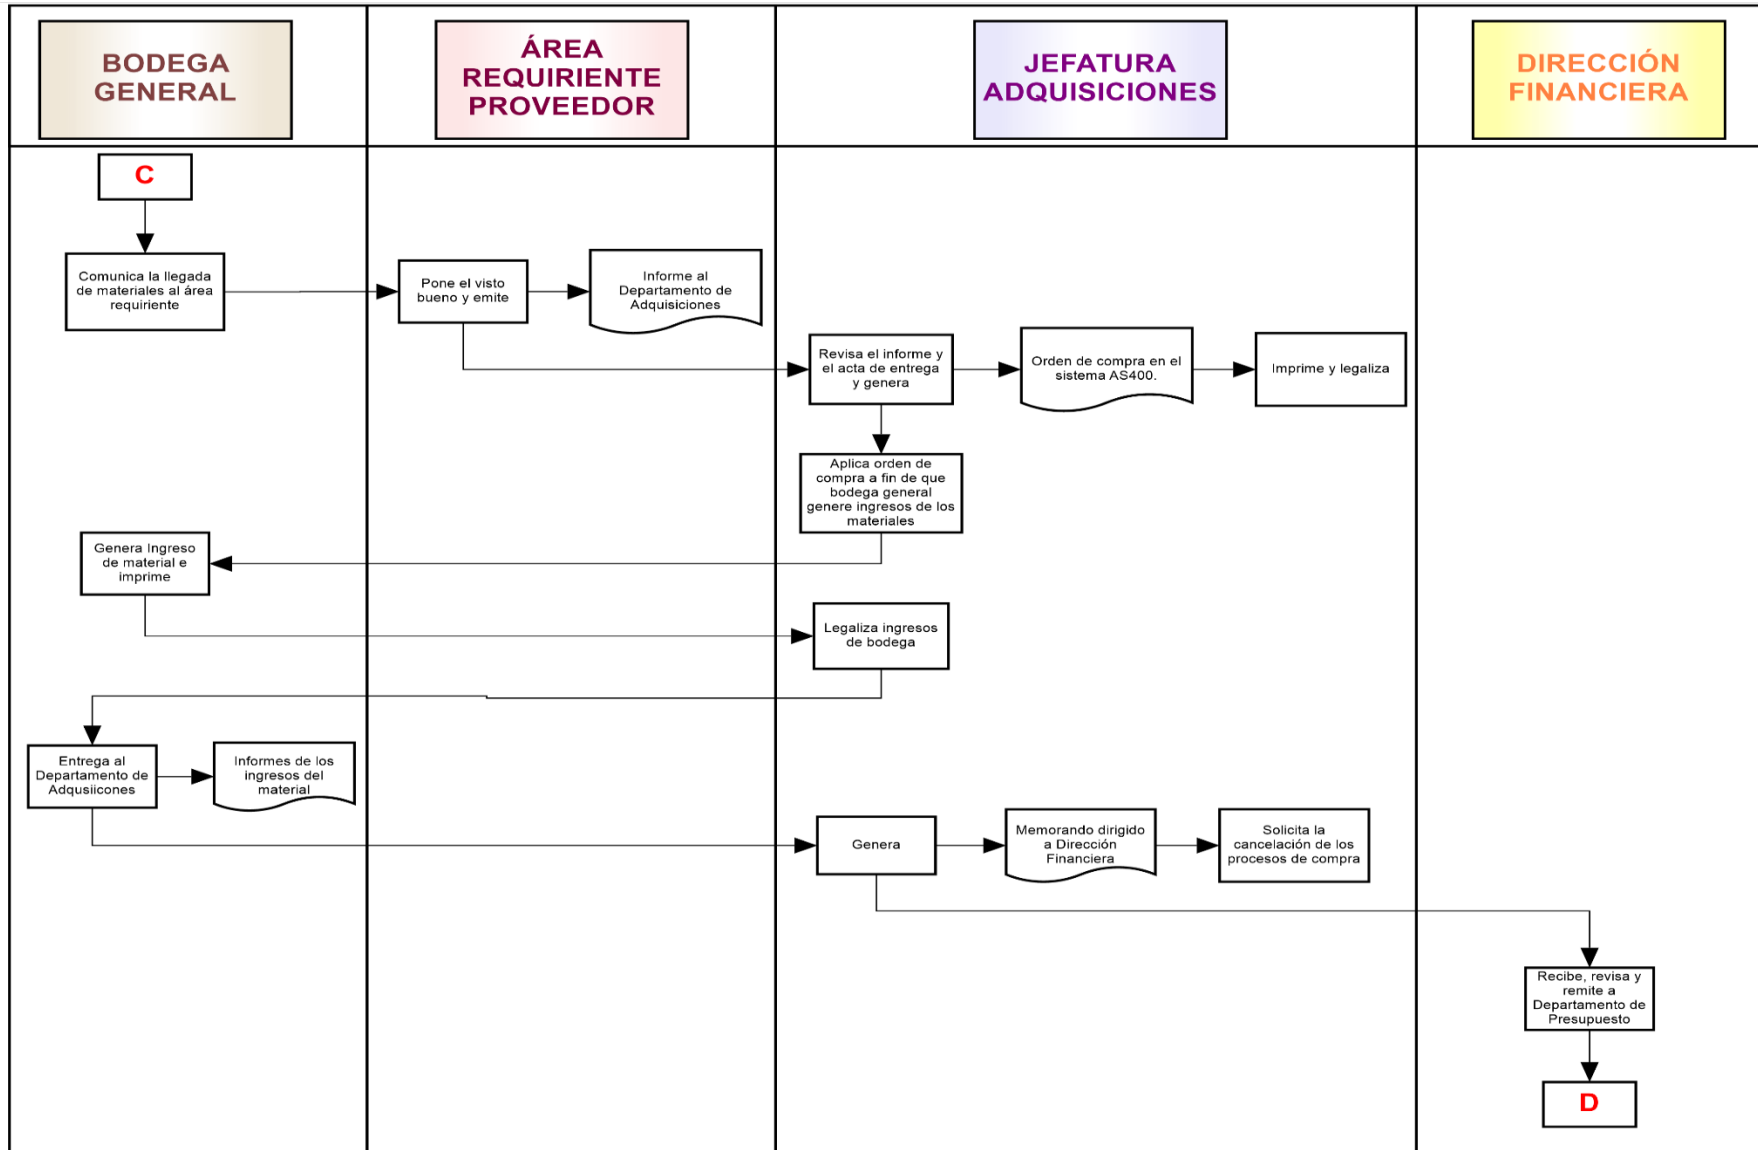 BODEGA
GENERAL
ÁREA
REQUIRIENTE
PROVEEDOR
JEFATURA
ADQUISICIONES
DIRECCIÓN
FINANCIERA
C
Comunica la llegada
de materiales al área
requiriente
Pone el visto
bueno y emite
Informe al
Departamento de
Adquisiciones
Revisa el informe y
el acta de entrega
y genera
Orden de compra en el
sistema AS400.
Imprime y legaliza
Aplica orden de
compra a fin de que
bodega general
genere ingresos de los
materiales
Genera Ingreso
de material e
imprime
Legaliza ingresos
de bodega
Entrega al
Departamento de
Adqusiicones
Informes de los
ingresos del
material
Genera
Memorando dirigido
a Dirección
Financiera
Solicita la
cancelación de los
procesos de compra
Recibe, revisa y
remite a
Departamento de
Presupuesto
D